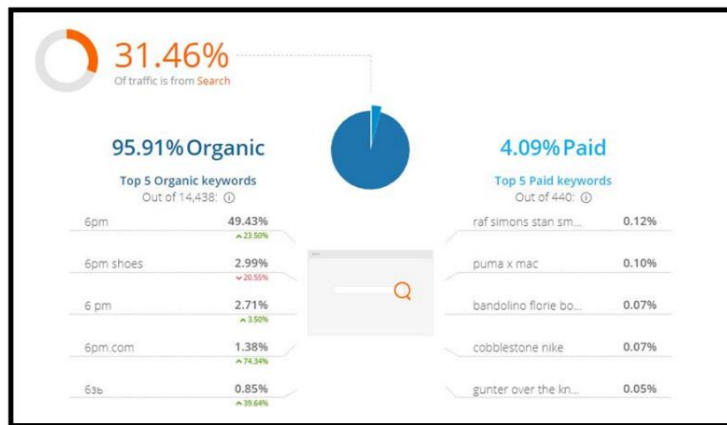 31.46%
Of traffic is from Search
95.91% Organic
Top 5 Organic keywords
Out of 14,438:
6pm 49.43%
23.50%
6pm shoes 2.99%
20.55%
6 pm 2.71%
3.50%
6pm.com 1.38%
74.34%
6зь 0.85%
39.64%
4.09% Paid
Top 5 Paid keywords
Out of 440:
raf simons stan sm... 0.12%
puma x mac 0.10%
bandolino florie bo... 0.07%
cobblestone nike 0.07%
gunter over the kn... 0.05%